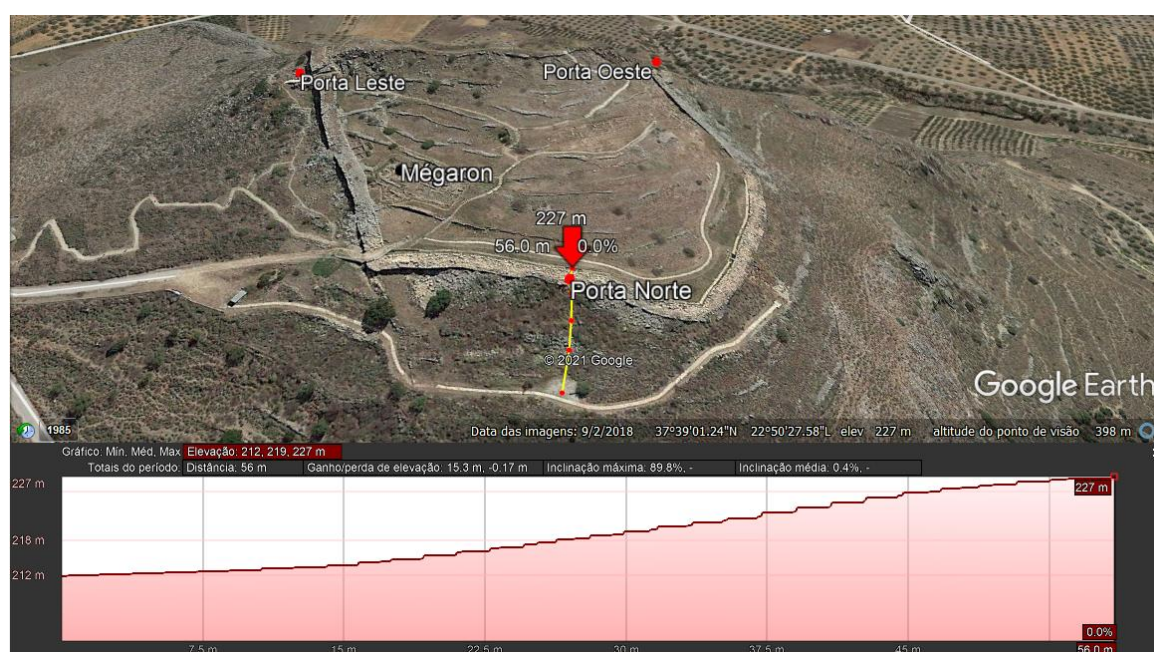 Porta Leste
Porta Oeste
Mégaron
227 m
56.0 m 0.0%
Porta Norte
© 2021 Google
Google Earth
1985
Data das imagens: 9/2/2018 37º39'01.24"N 22º50'27.58"L elev 227 m altitude do ponto de visão 398 m
Gráfico: Mín. Méd, Max Elevação: 212, 219, 227 m
Totais do período: Distância: 56 m Ganho/perda de elevação: 15.3 m, -0.17 m Inclinação máxima: 89.8%, - Inclinação média: 0.4%, -
227 m
227 m
218 m
212 m
0.0%
7.5 m 15 m 22.5 m 30 m 37.5 m 45 m 56.0 m